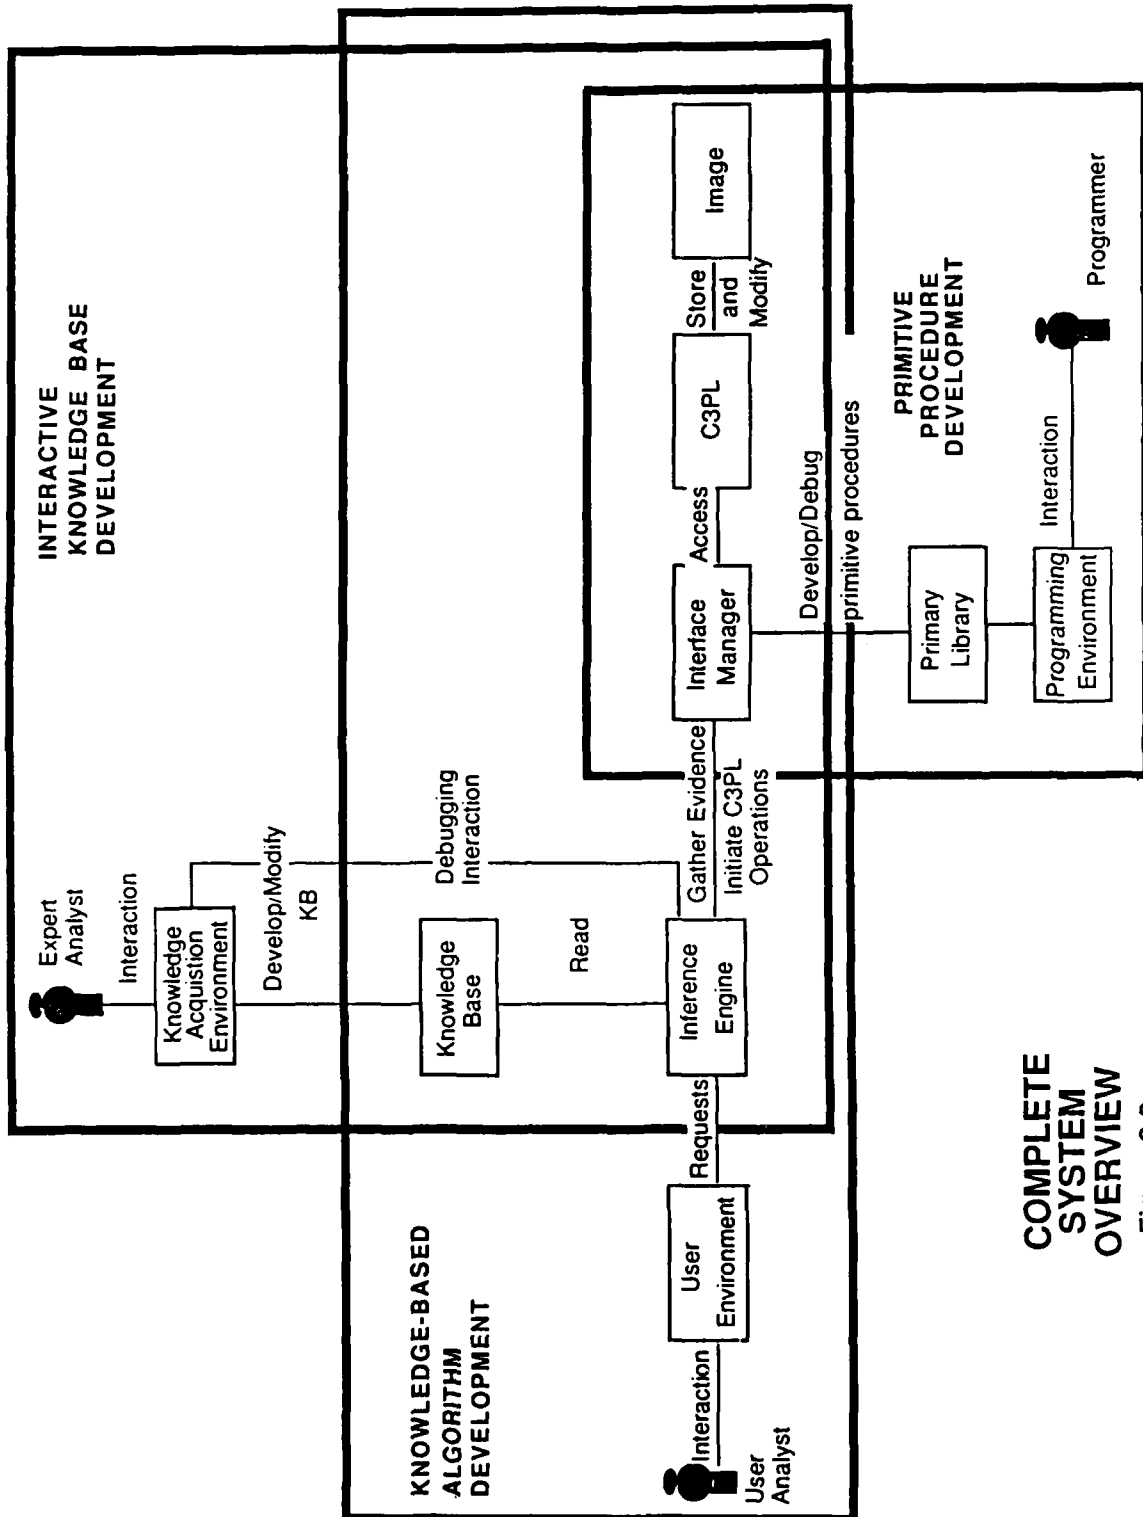 INTERACTIVE
KNOWLEDGE BASE
DEVELOPMENT
Expert
Analyst
Interaction
Knowledge
Acquistion
Environment
Develop/Modify
KB
Debugging
Interaction
KNOWLEDGE-BASED
ALGORITHM
DEVELOPMENT
Knowledge
Base
Read
User
Analyst
Interaction
User
Environment
Requests
Inference
Engine
Gather Evidence
Initiate C3PL
Operations
Interface
Manager
Access
C3PL
Store
and
Modify
Image
Develop/Debug
primitive procedures
PRIMITIVE
PROCEDURE
DEVELOPMENT
Primary
Library
Programming
Environment
Interaction
Programmer
COMPLETE
SYSTEM
OVERVIEW